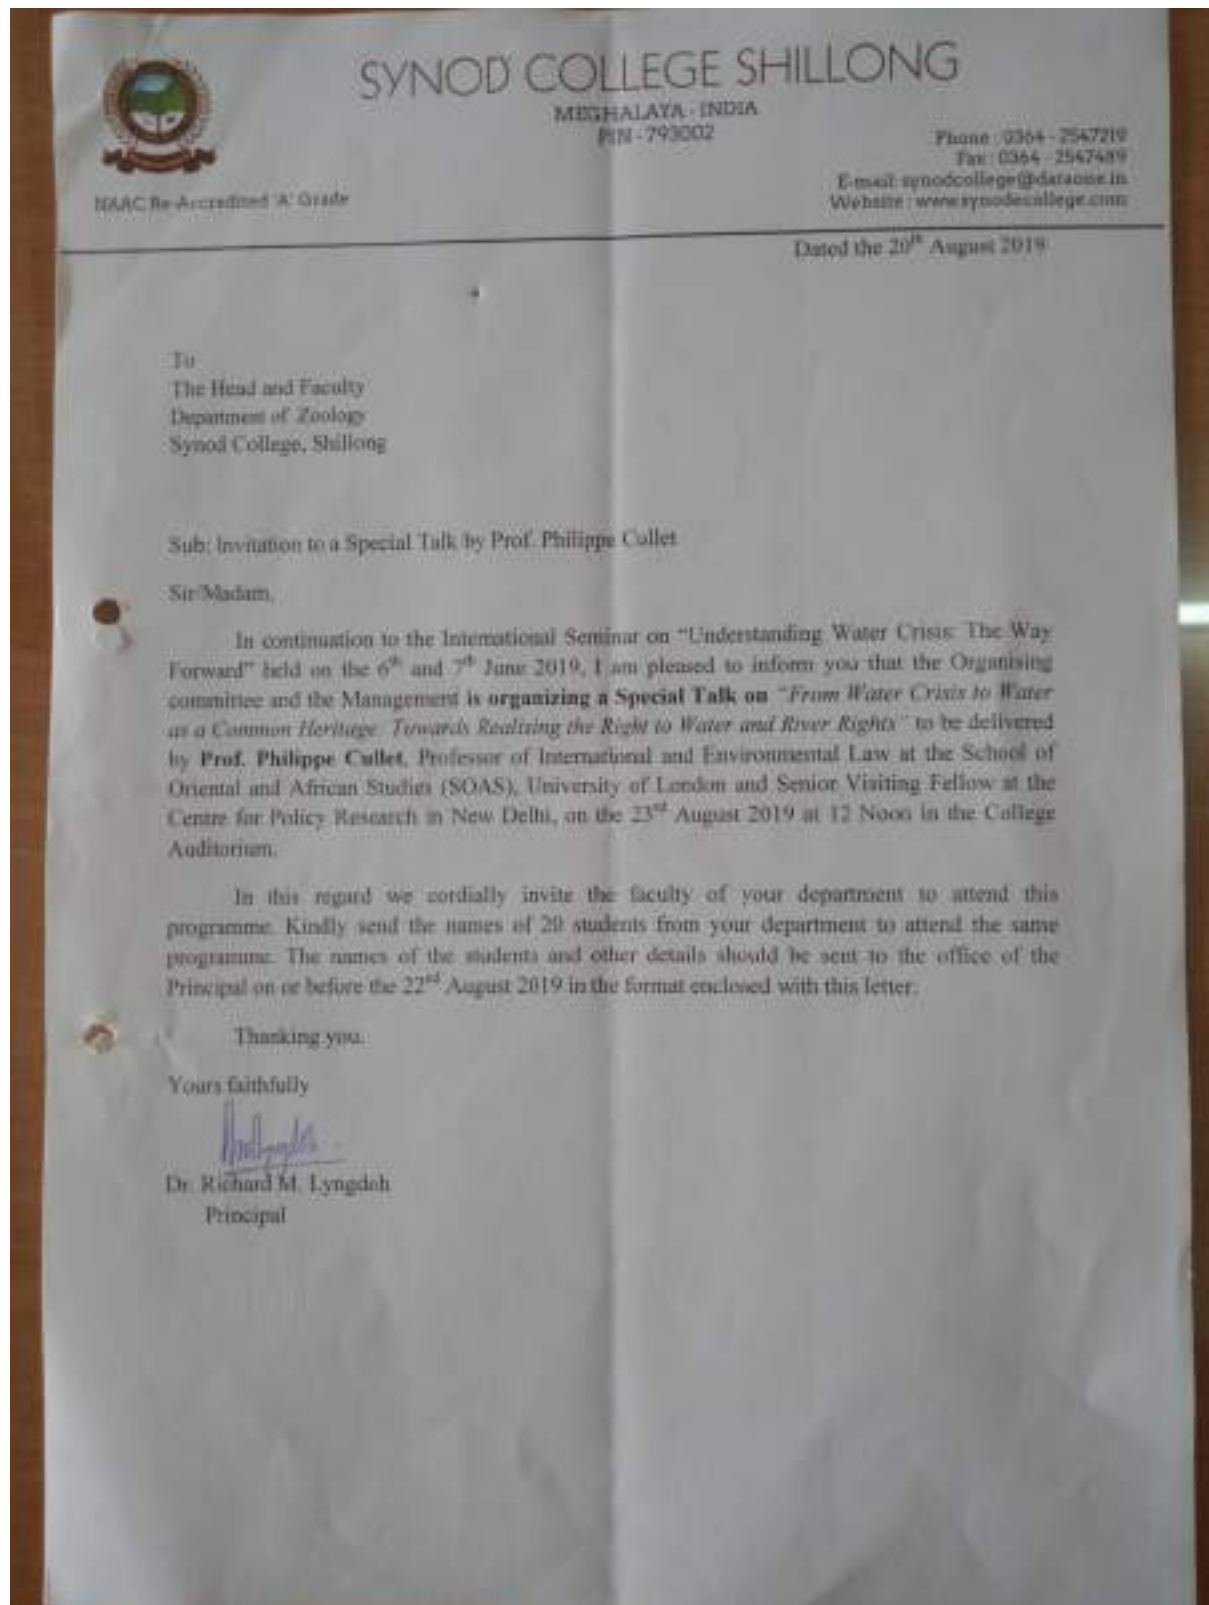 SYNOD COLLEGE SHILLONG
MEGHALAYA - INDIA
PIN - 793002
Phone : 0364 - 2547219
Fax : 0364 - 2547489
E-mail: synodcollege@dataone.in
Website : www.synodcollege.com
NAAC Re-Accredited 'A' Grade
Dated the 20th August 2019
To
The Head and Faculty
Department of Zoology
Synod College, Shillong
Sub: Invitation to a Special Talk by Prof. Philippe Cullet
Sir/Madam,
In continuation to the International Seminar on “Understanding Water Crisis: The Way
Forward” held on the 6th and 7th June 2019, I am pleased to inform you that the Organising
committee and the Management is organizing a Special Talk on “From Water Crisis to Water
as a Common Heritage: Towards Realising the Right to Water and River Rights” to be delivered
by Prof. Philippe Cullet, Professor of International and Environmental Law at the School of
Oriental and African Studies (SOAS), University of London and Senior Visiting Fellow at the
Centre for Policy Research in New Delhi, on the 23rd August 2019 at 12 Noon in the College
Auditorium.
In this regard we cordially invite the faculty of your department to attend this
programme. Kindly send the names of 20 students from your department to attend the same
programme. The names of the students and other details should be sent to the office of the
Principal on or before the 22nd August 2019 in the format enclosed with this letter.
Thanking you.
Yours faithfully
Dr. Richard M. Lyngdoh
Principal